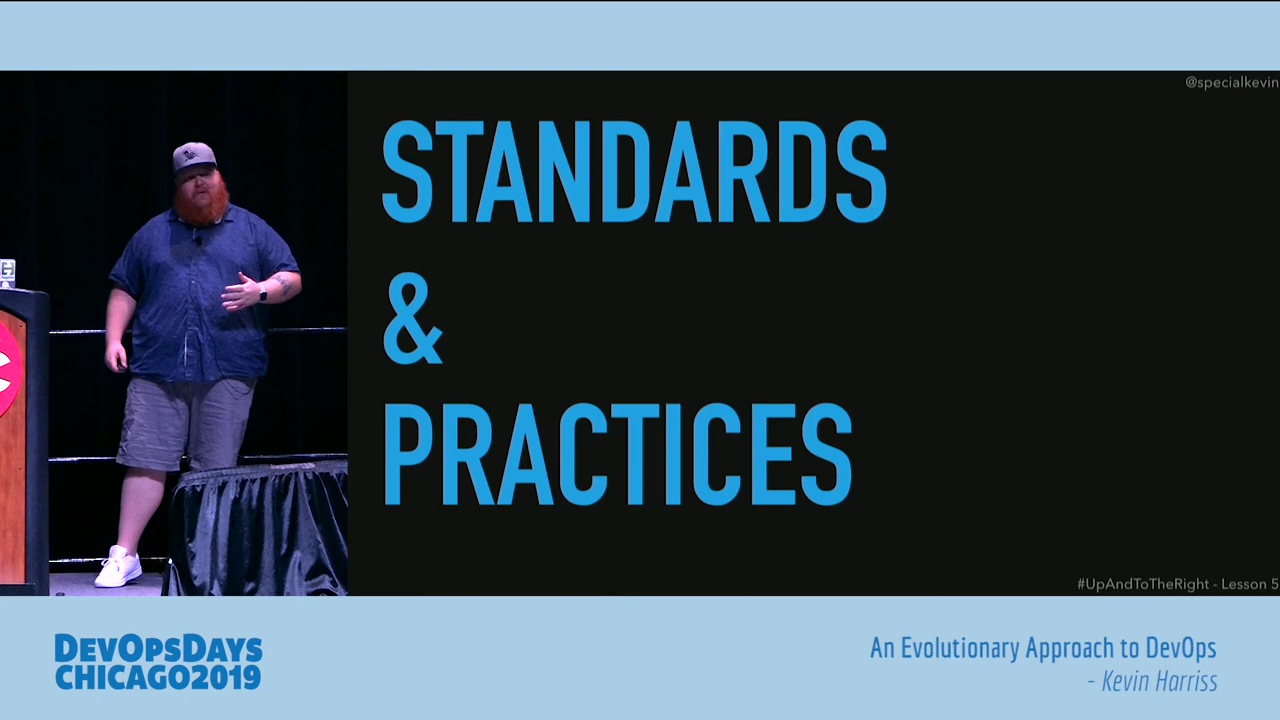 @specialkevin
STANDARDS
&
PRACTICES
#UpAndToTheRight - Lesson 5
DEVOPSDAYS
CHICAGO2019
An Evolutionary Approach to DevOps
- Kevin Harriss